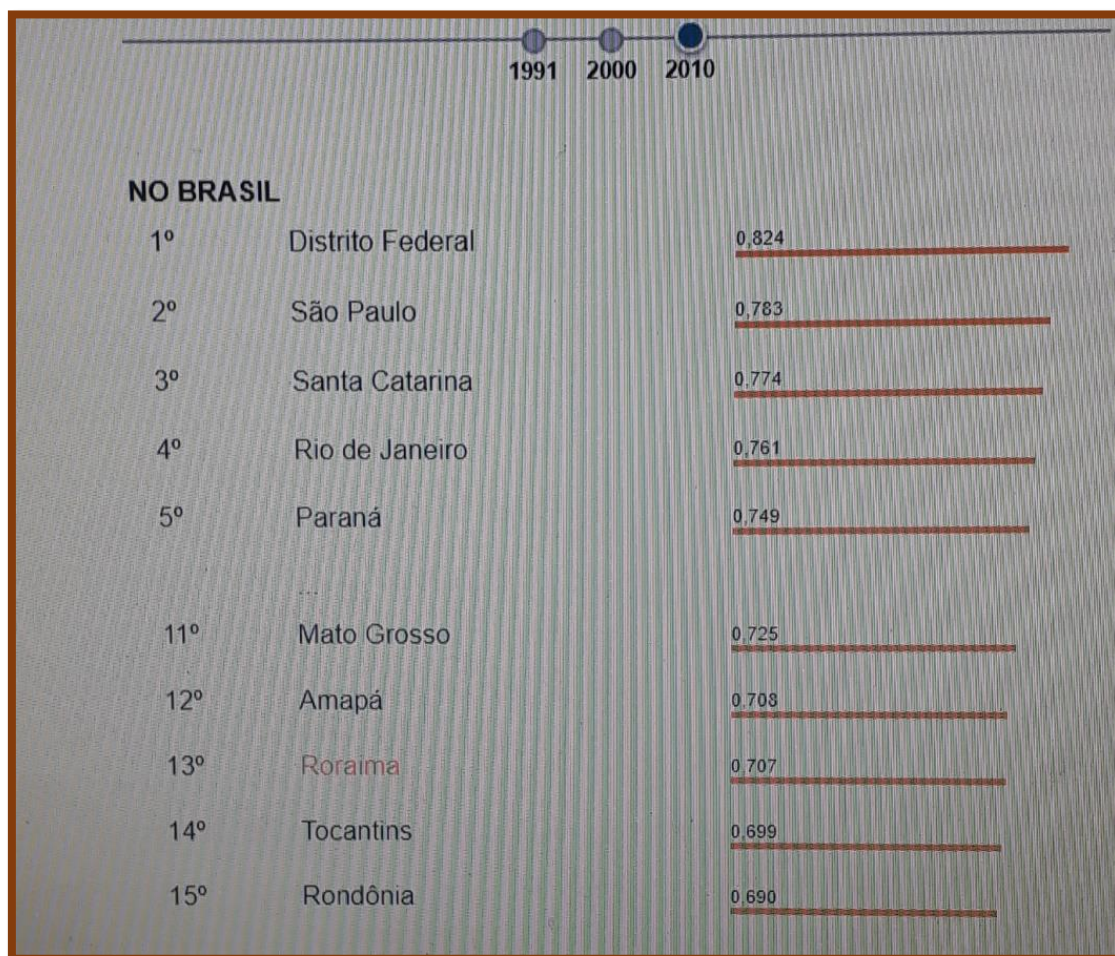 1991 2000 2010
NO BRASIL
1º Distrito Federal 0,824
2º São Paulo 0,783
3º Santa Catarina 0,774
4º Rio de Janeiro 0,761
5º Paraná 0,749
...
11º Mato Grosso 0,725
12º Amapá 0,708
13º Roraima 0,707
14º Tocantins 0,699
15º Rondônia 0,690